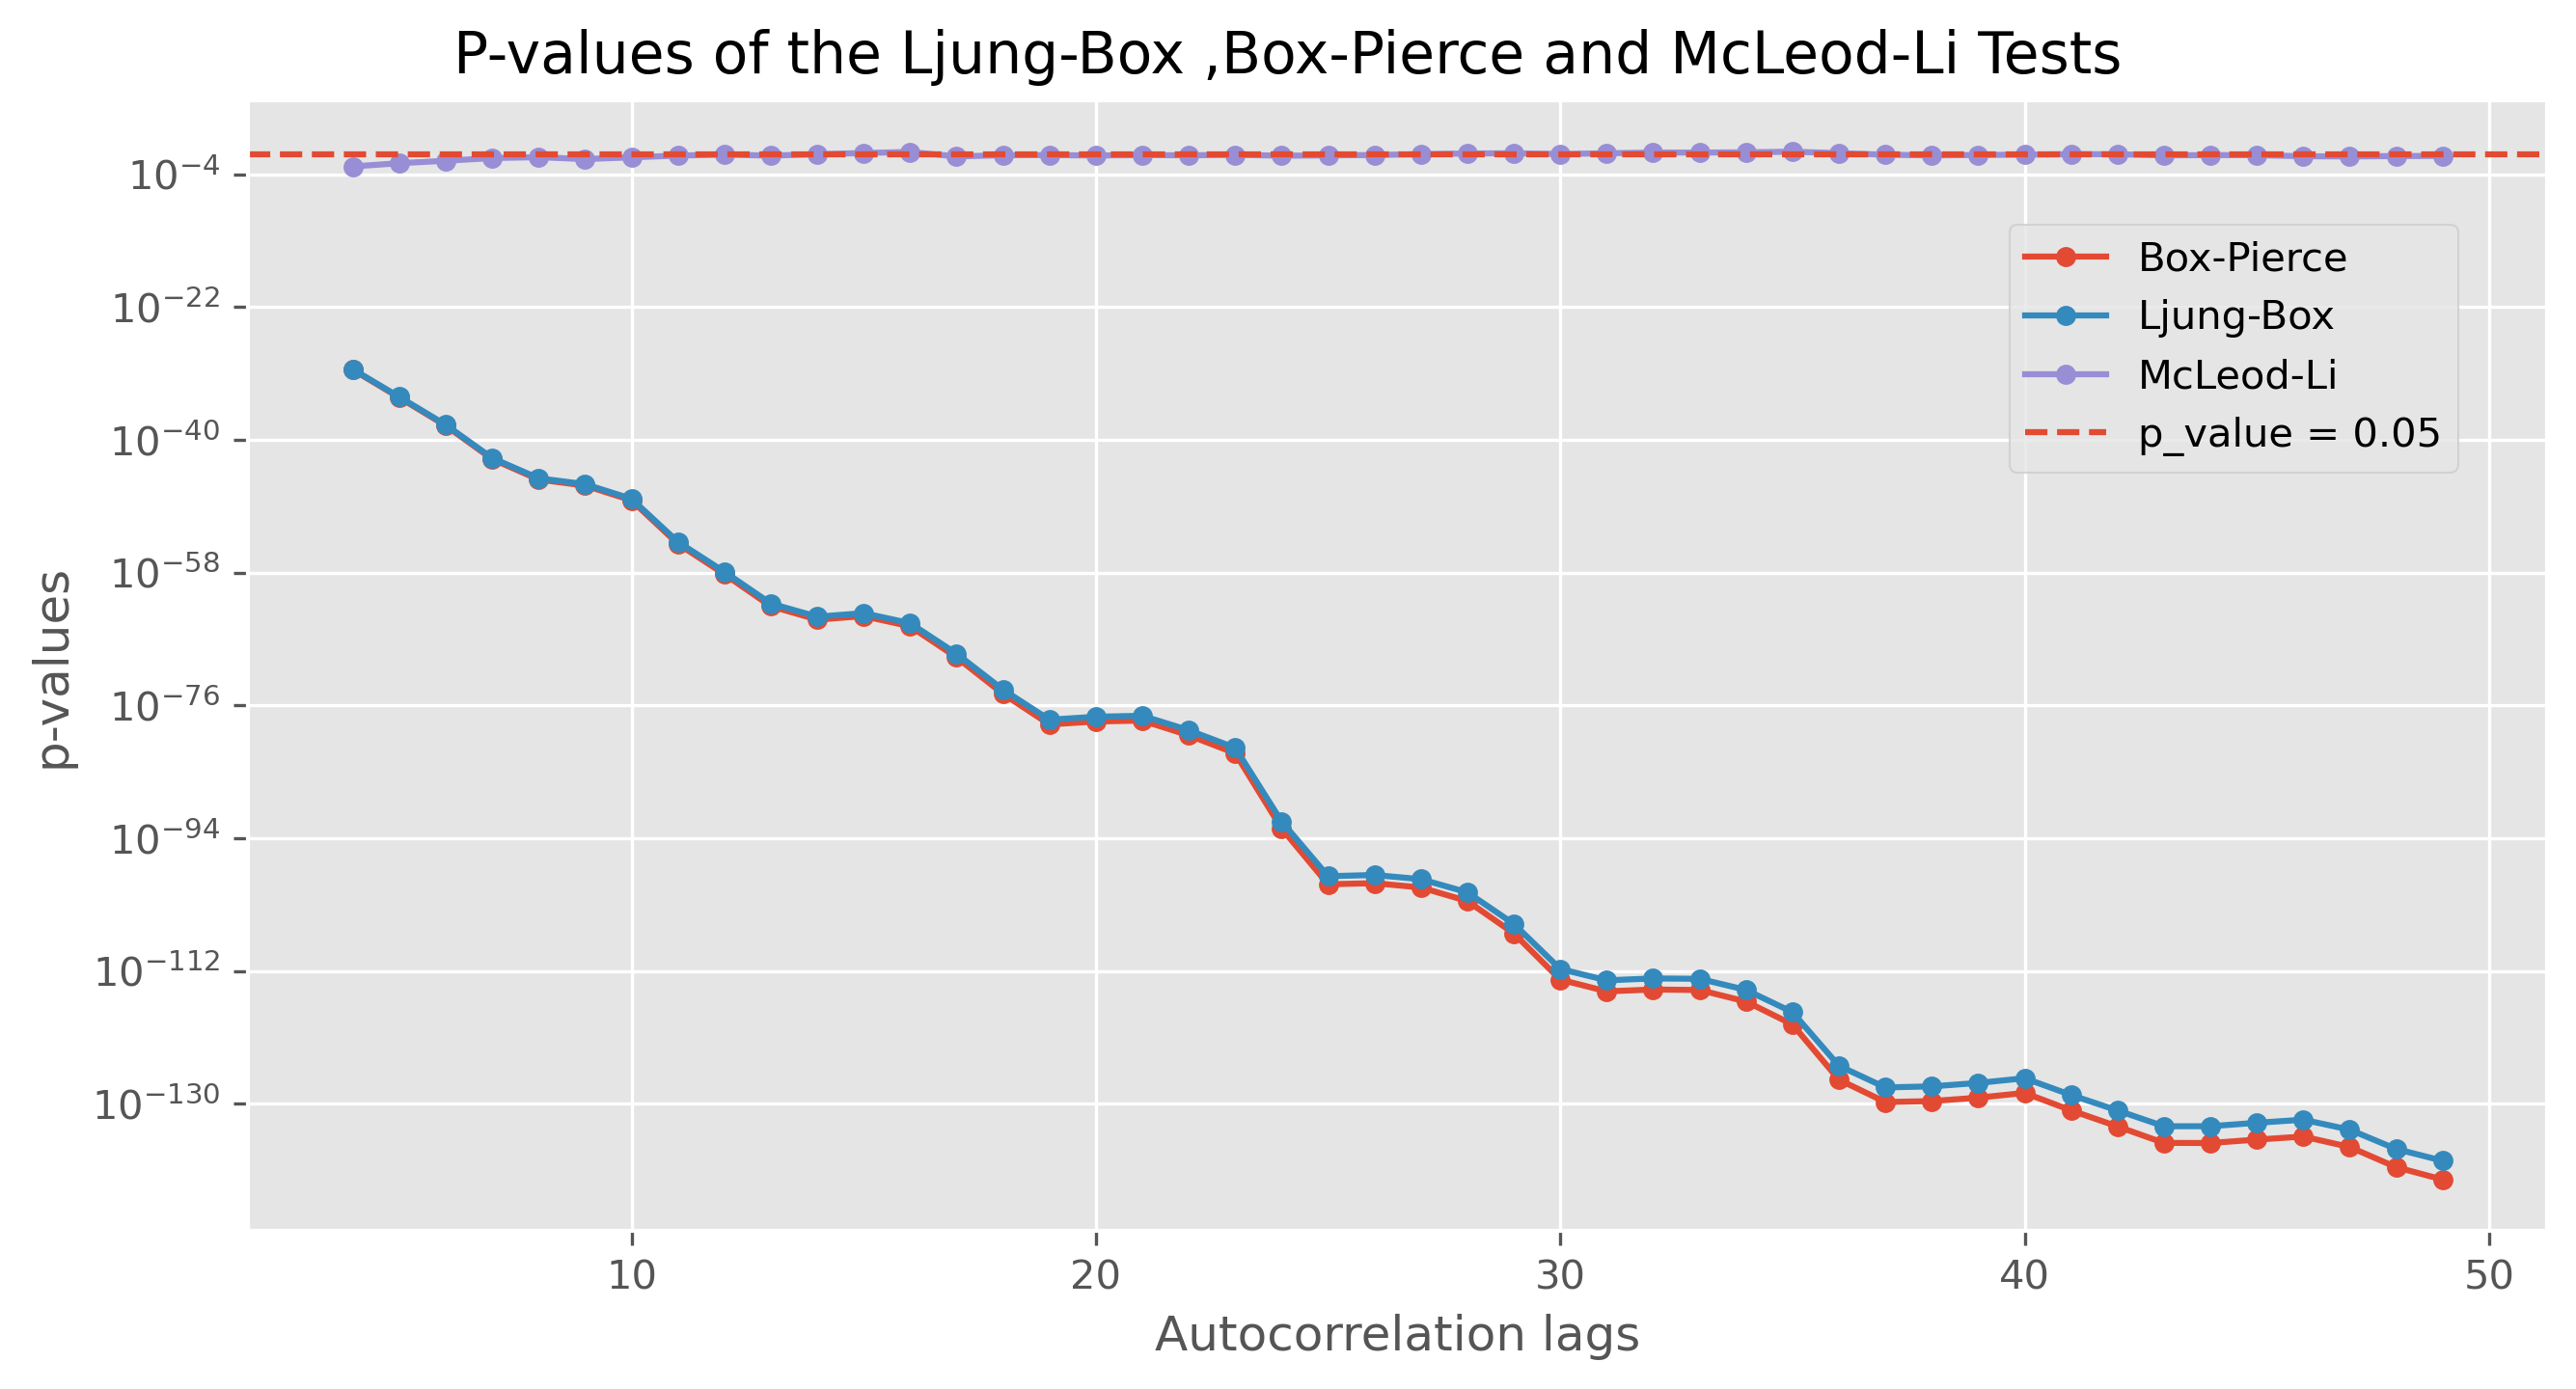 P-values of the Ljung-Box ,Box-Pierce and McLeod-Li Tests
10⁻⁴
10⁻²²
10⁻⁴⁰
10⁻⁵⁸
10⁻⁷⁶
10⁻⁹⁴
10⁻¹¹²
10⁻¹³⁰
p-values
Box-Pierce
Ljung-Box
McLeod-Li
p_value = 0.05
10 20 30 40 50
Autocorrelation lags